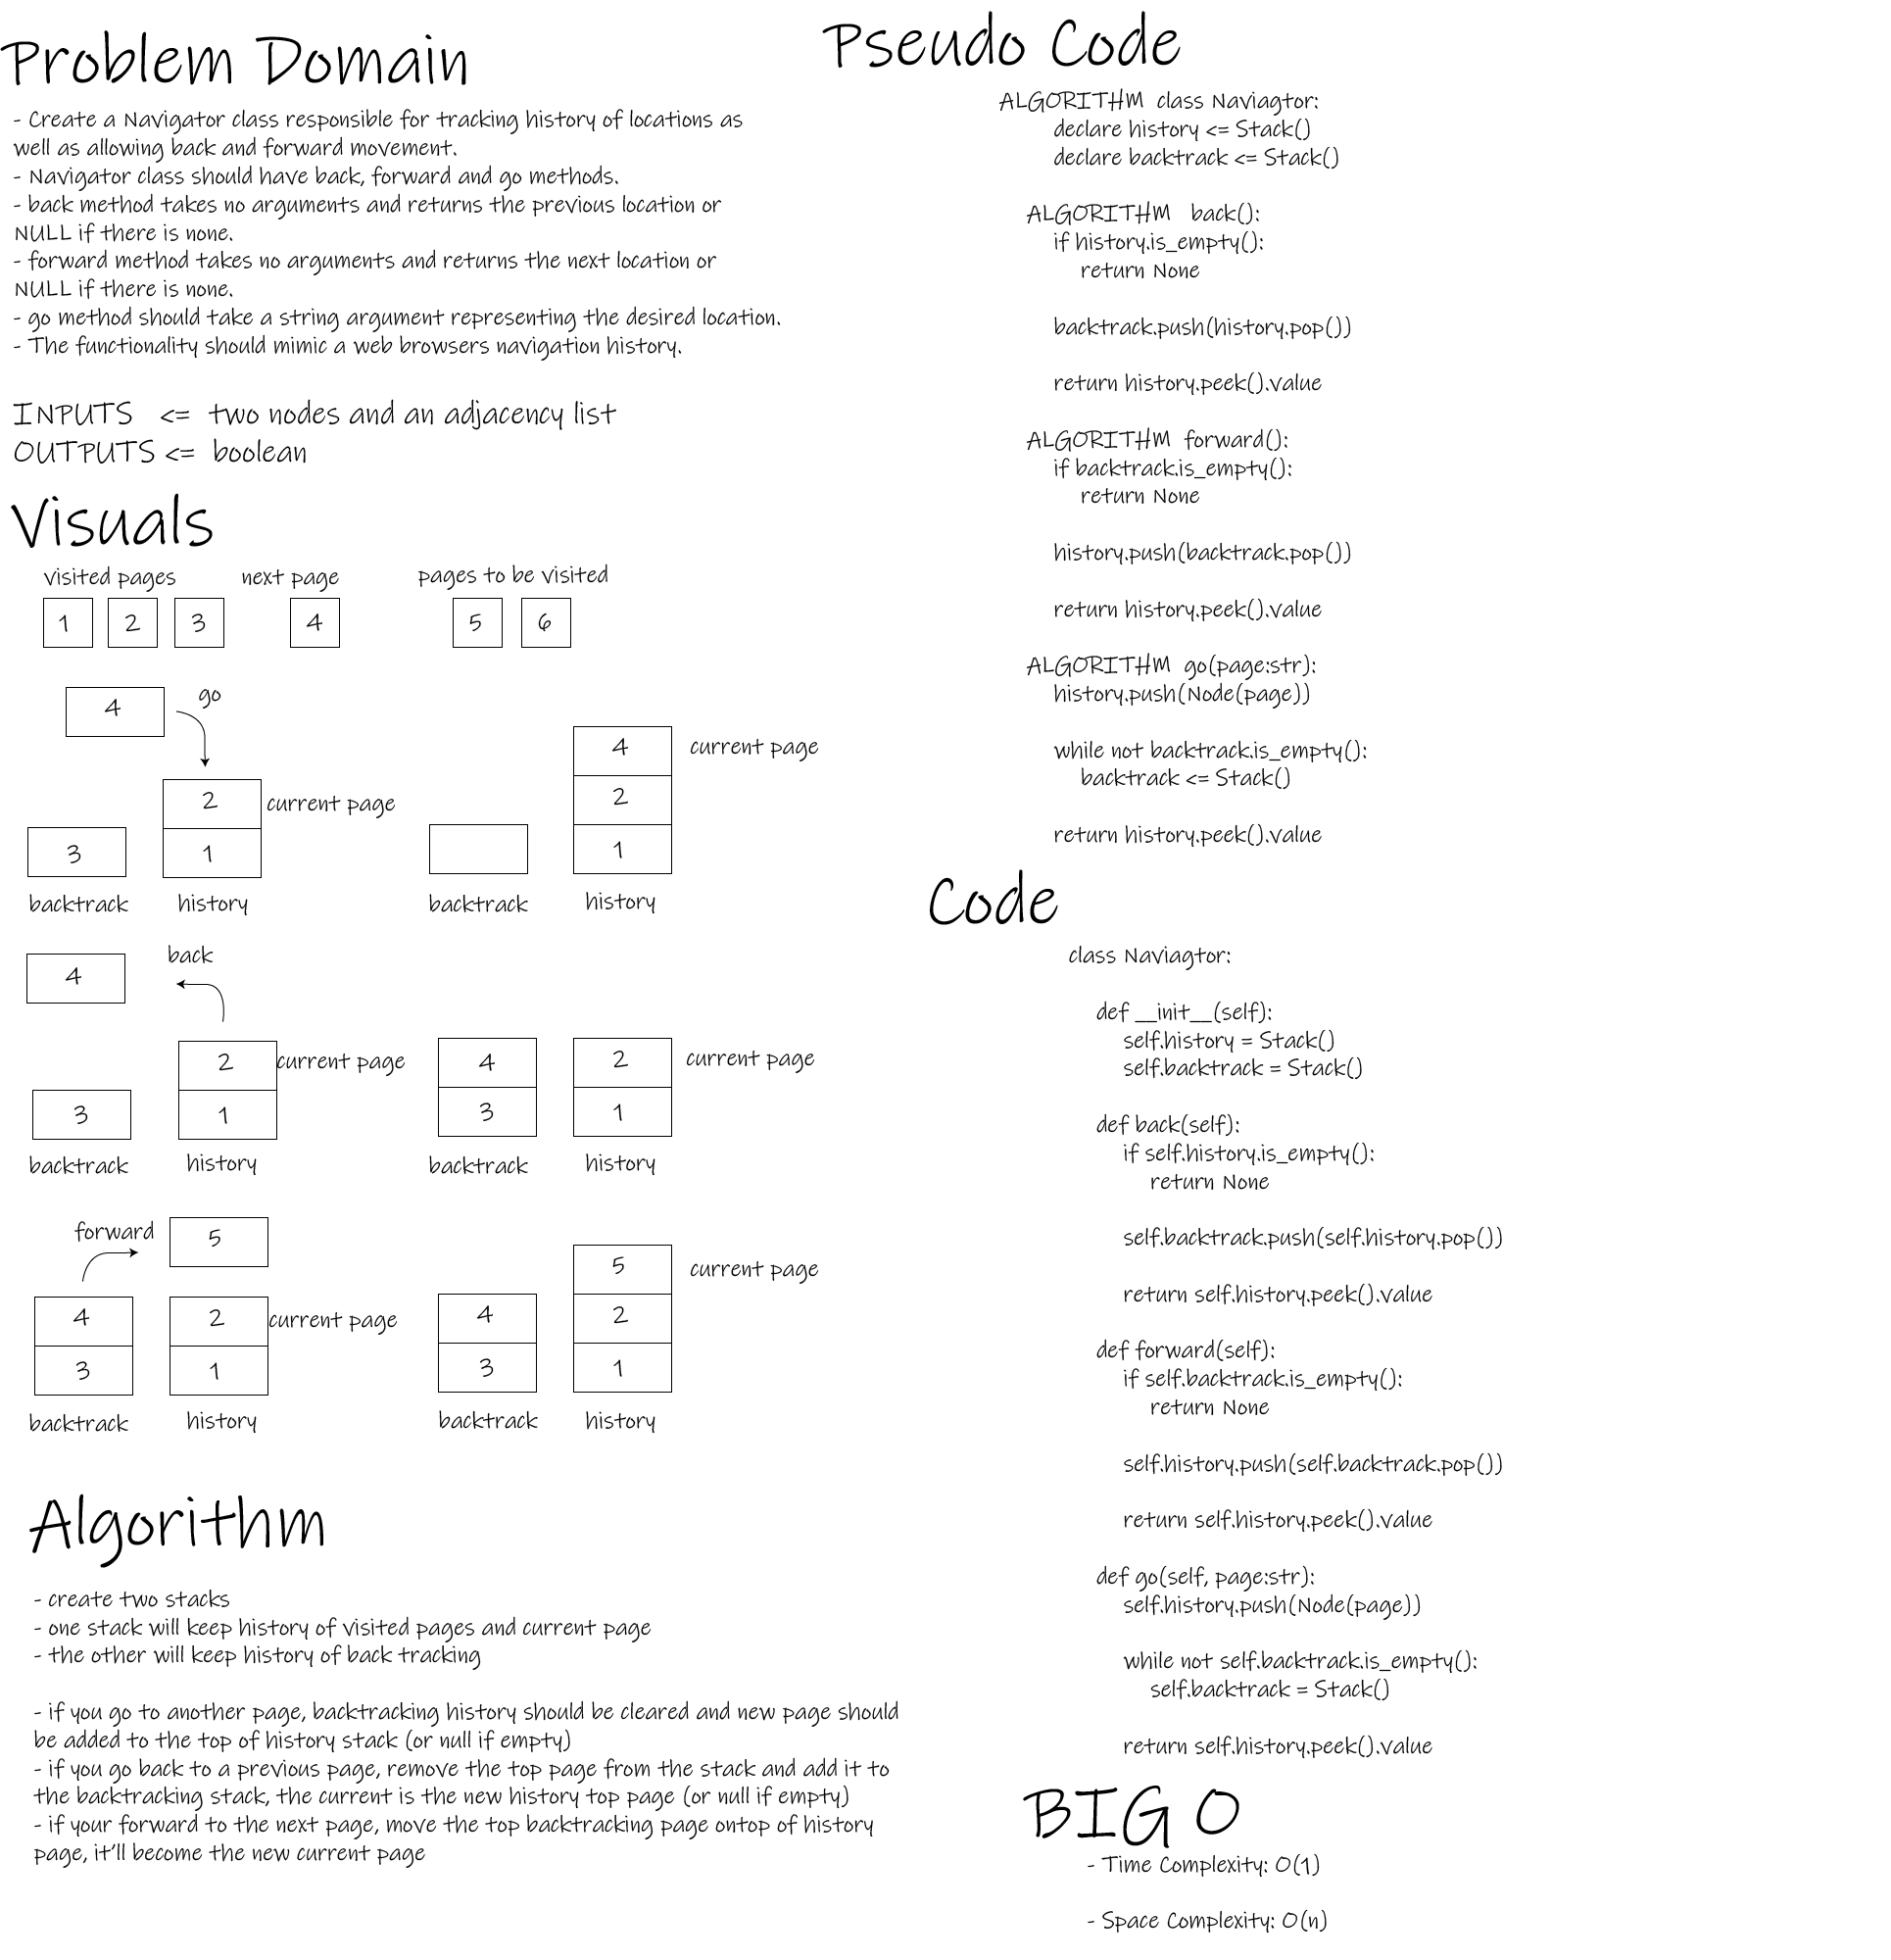 Problem Domain
- Create a Navigator class responsible for tracking history of locations as
well as allowing back and forward movement.
- Navigator class should have back, forward and go methods.
- back method takes no arguments and returns the previous location or
NULL if there is none.
- forward method takes no arguments and returns the next location or
NULL if there is none.
- go method should take a string argument representing the desired location.
- The functionality should mimic a web browsers navigation history.
INPUTS <= two nodes and an adjacency list
OUTPUTS <= boolean
Visuals
visited pages next page pages to be visited
1 2 3 4 5 6
4 go
4 current page
2 current page 2
3 1 1
backtrack history backtrack history
back
4
2 current page 4 2 current page
3 1 3 1
backtrack history backtrack history
forward 5
5 current page
4 2 current page 4 2
3 1 3 1
backtrack history backtrack history
Algorithm
- create two stacks
- one stack will keep history of visited pages and current page
- the other will keep history of back tracking
- if you go to another page, backtracking history should be cleared and new page should
be added to the top of history stack (or null if empty)
- if you go back to a previous page, remove the top page from the stack and add it to
the backtracking stack, the current is the new history top page (or null if empty)
- if your forward to the next page, move the top backtracking page ontop of history
page, it'll become the new current page
Pseudo Code
ALGORITHM class Naviagtor:
declare history <= Stack()
declare backtrack <= Stack()
ALGORITHM back():
if history.is_empty():
return None
backtrack.push(history.pop())
return history.peek().value
ALGORITHM forward():
if backtrack.is_empty():
return None
history.push(backtrack.pop())
return history.peek().value
ALGORITHM go(page:str):
history.push(Node(page))
while not backtrack.is_empty():
backtrack <= Stack()
return history.peek().value
Code
class Naviagtor:
def __init__(self):
self.history = Stack()
self.backtrack = Stack()
def back(self):
if self.history.is_empty():
return None
self.backtrack.push(self.history.pop())
return self.history.peek().value
def forward(self):
if self.backtrack.is_empty():
return None
self.history.push(self.backtrack.pop())
return self.history.peek().value
def go(self, page:str):
self.history.push(Node(page))
while not self.backtrack.is_empty():
self.backtrack = Stack()
return self.history.peek().value
BIG O
- Time Complexity: O(1)
- Space Complexity: O(n)